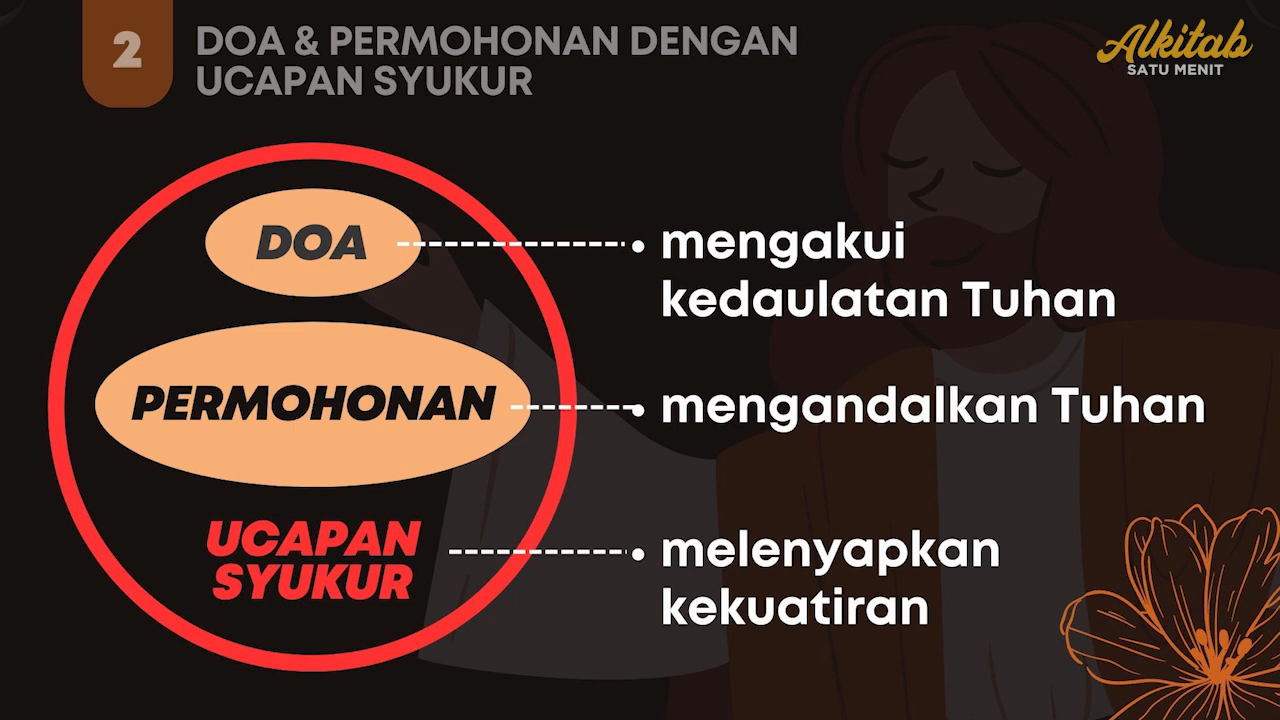 2
DOA & PERMOHONAN DENGAN
UCAPAN SYUKUR
Alkitab
SATU MENIT
DOA
mengakui
kedaulatan Tuhan
PERMOHONAN
mengandalkan Tuhan
UCAPAN
SYUKUR
melenyapkan
kekuatiran